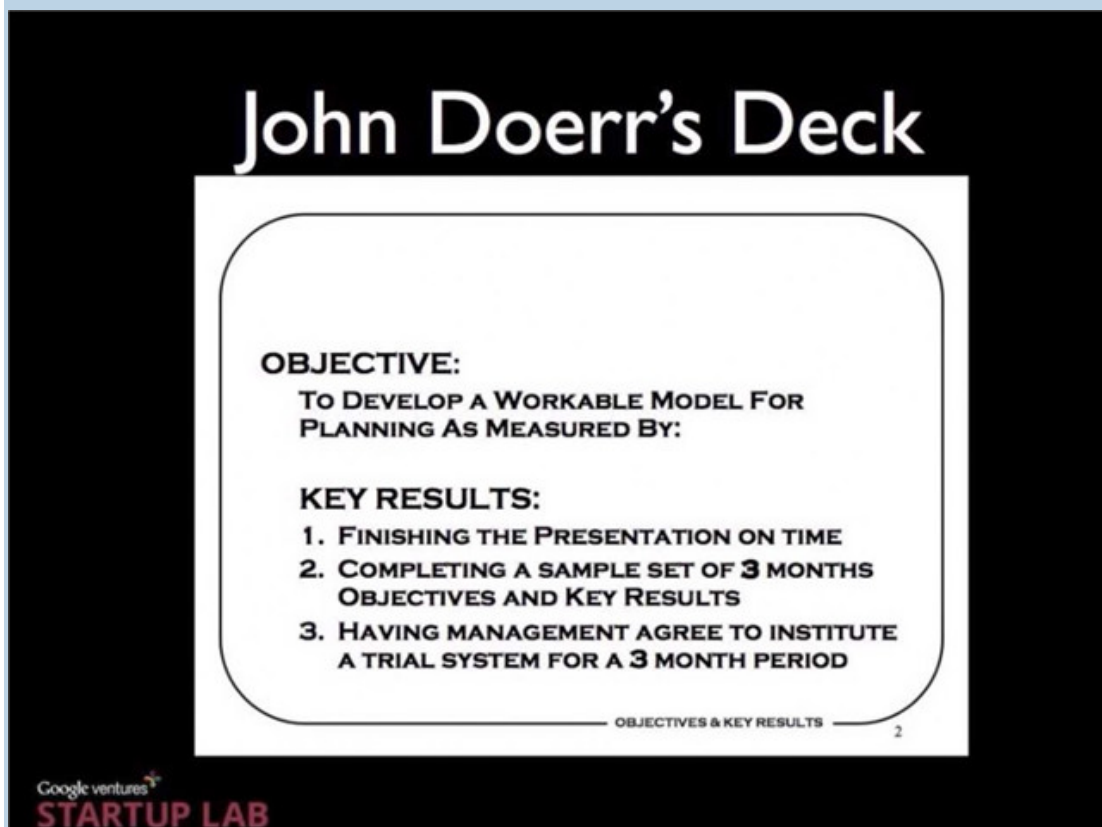 John Doerr's Deck
OBJECTIVE:
TO DEVELOP A WORKABLE MODEL FOR
PLANNING AS MEASURED BY:
KEY RESULTS:
1. FINISHING THE PRESENTATION ON TIME
2. COMPLETING A SAMPLE SET OF 3 MONTHS
OBJECTIVES AND KEY RESULTS
3. HAVING MANAGEMENT AGREE TO INSTITUTE
A TRIAL SYSTEM FOR A 3 MONTH PERIOD
OBJECTIVES & KEY RESULTS
2
Google ventures
STARTUP LAB